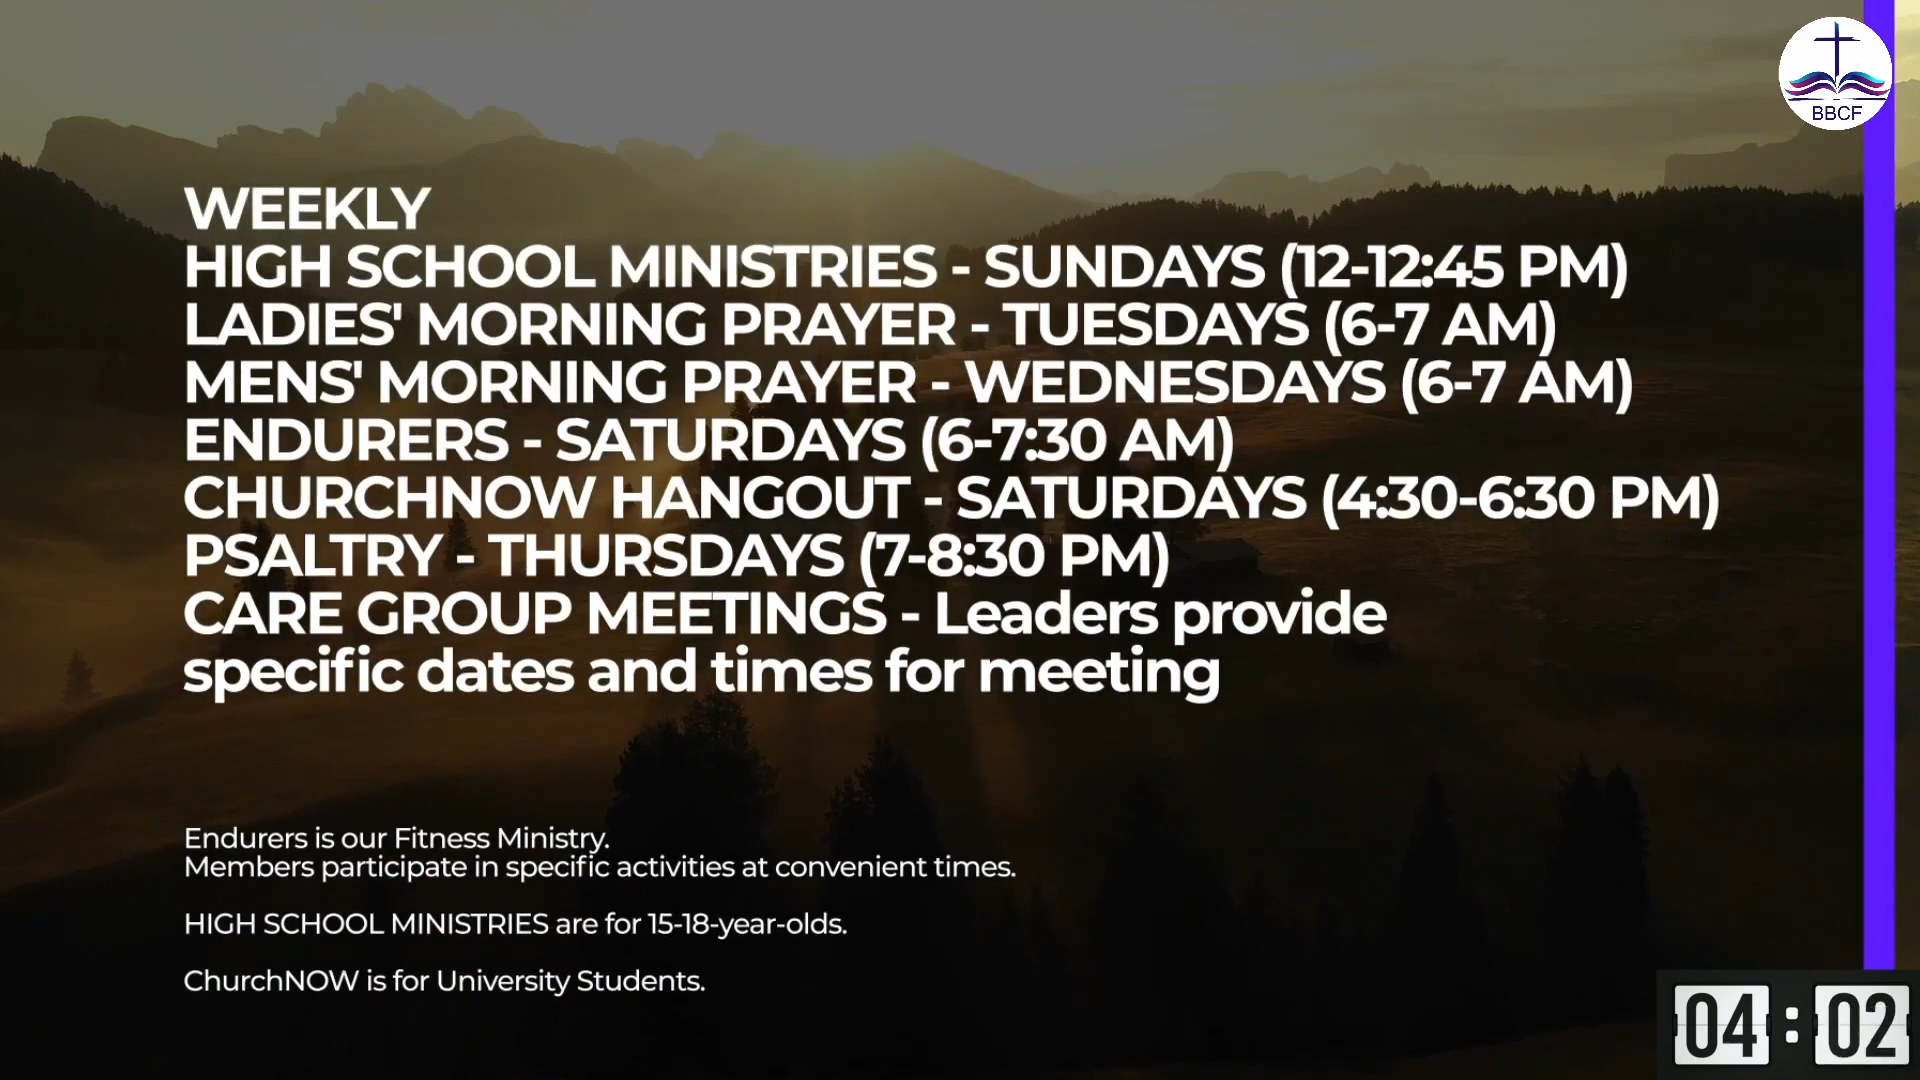 BBCF
WEEKLY
HIGH SCHOOL MINISTRIES - SUNDAYS (12-12:45 PM)
LADIES' MORNING PRAYER - TUESDAYS (6-7 AM)
MENS' MORNING PRAYER - WEDNESDAYS (6-7 AM)
ENDURERS - SATURDAYS (6-7:30 AM)
CHURCHNOW HANGOUT - SATURDAYS (4:30-6:30 PM)
PSALTRY - THURSDAYS (7-8:30 PM)
CARE GROUP MEETINGS - Leaders provide
specific dates and times for meeting
Endurers is our Fitness Ministry.
Members participate in specific activities at convenient times.
HIGH SCHOOL MINISTRIES are for 15-18-year-olds.
ChurchNOW is for University Students.
04:02